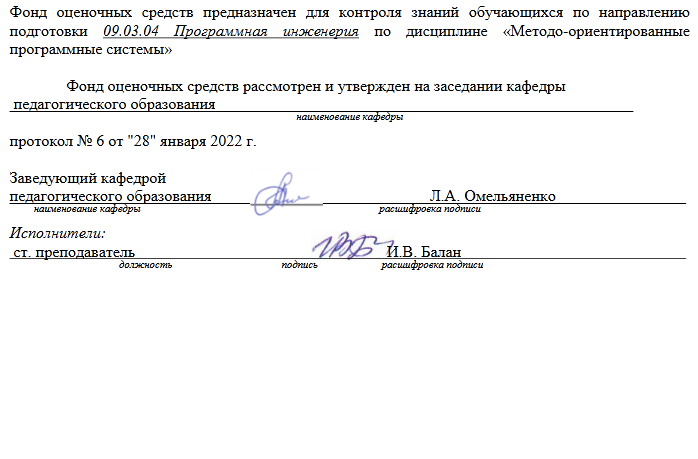 Фонд оценочных средств предназначен для контроля знаний обучающихся по направлению
подготовки 09.03.04 Программная инженерия по дисциплине «Методо-ориентированные
программные системы»
Фонд оценочных средств рассмотрен и утвержден на заседании кафедры
педагогического образования
наименование кафедры
протокол № 6 от "28" января 2022 г.
Заведующий кафедрой
педагогического образования Л.А. Омельяненко
наименование кафедры расшифровка подписи
Исполнители:
ст. преподаватель И.В. Балан
должность подпись расшифровка подписи